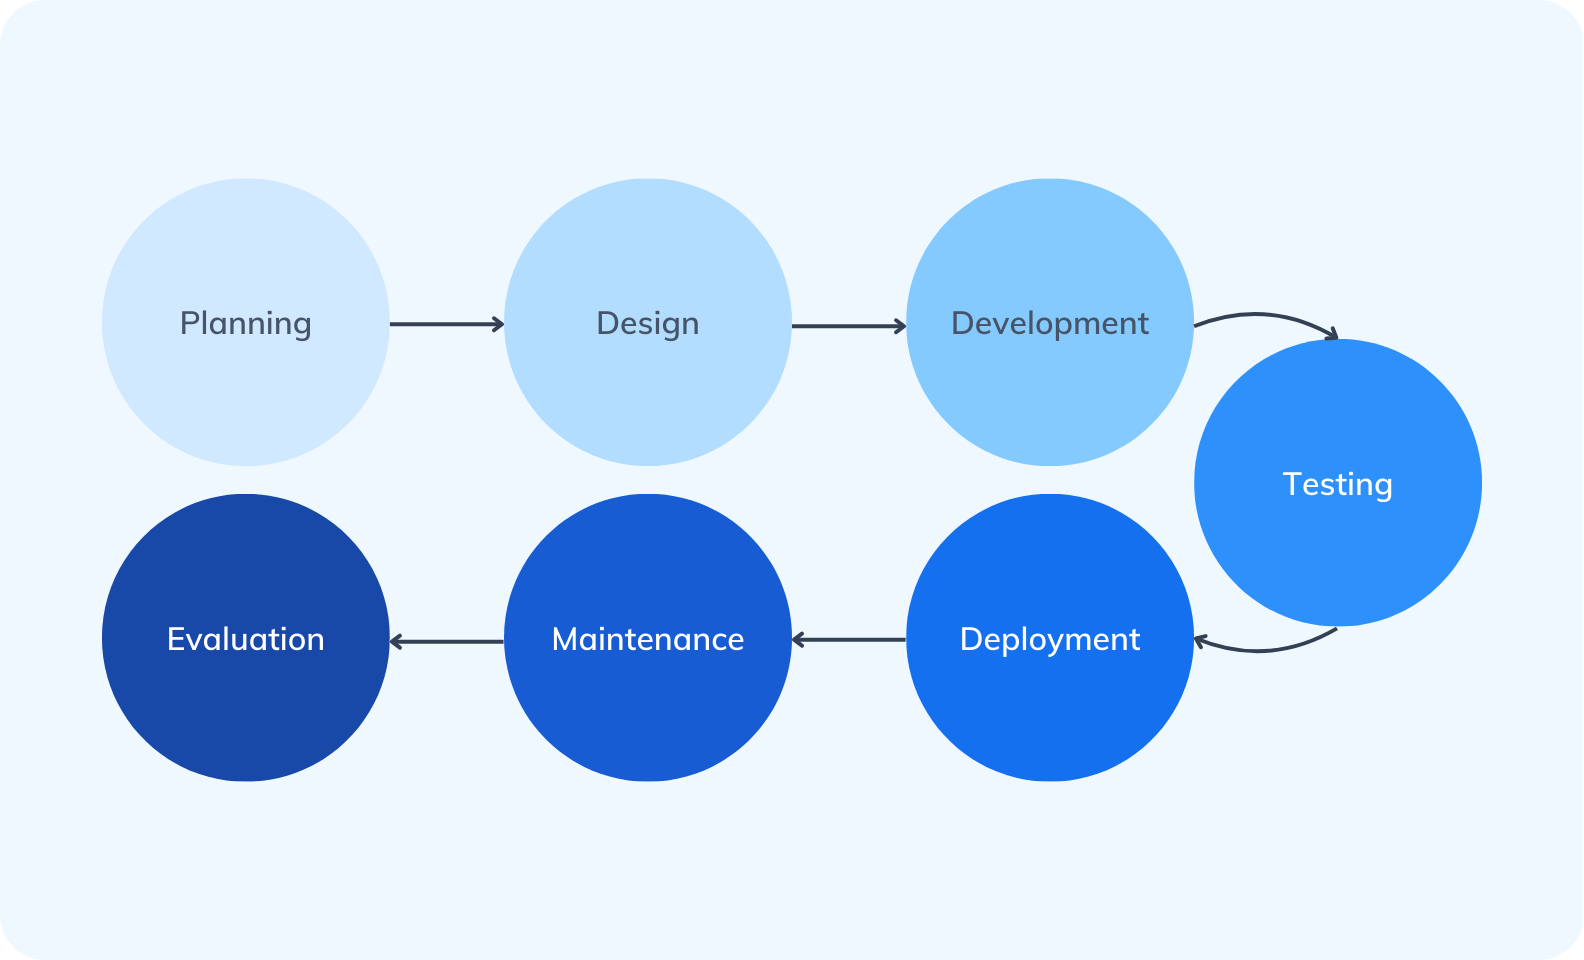 Planning
Design
Development
Testing
Deployment
Maintenance
Evaluation